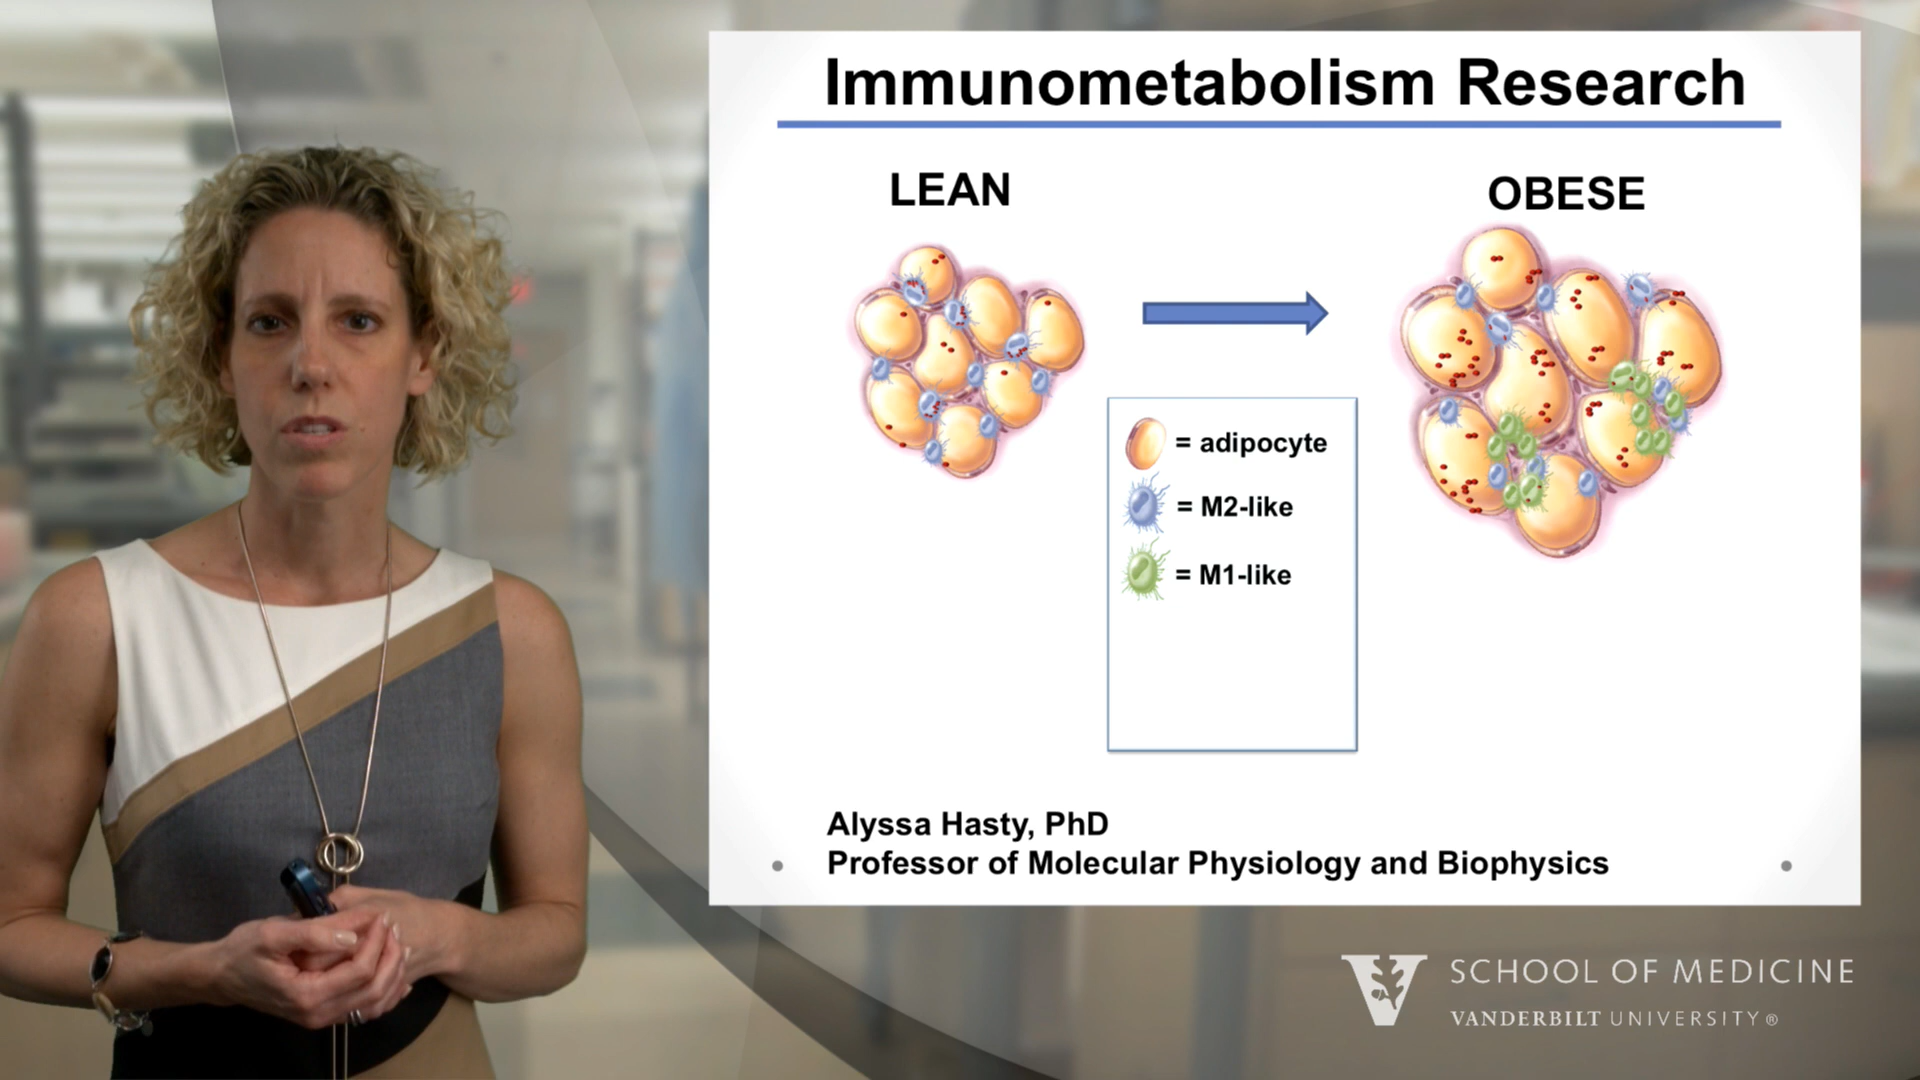 Immunometabolism Research
LEAN
OBESE
= adipocyte
= M2-like
= M1-like
Alyssa Hasty, PhD
Professor of Molecular Physiology and Biophysics
V SCHOOL OF MEDICINE
VANDERBILT UNIVERSITY®